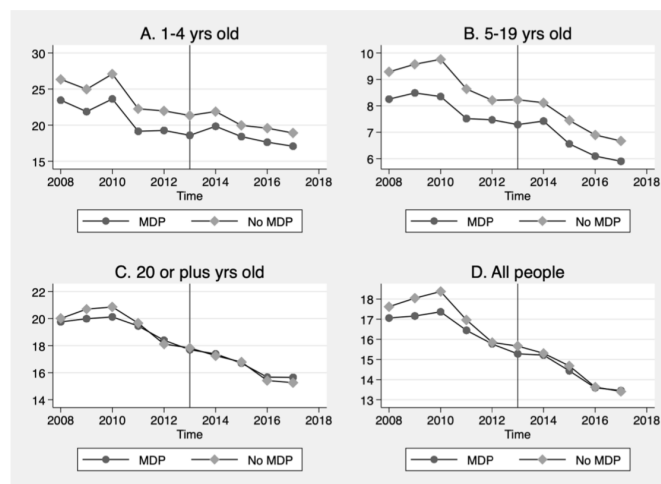 A. 1-4 yrs old
30
25
20
15
2008 2010 2012 2014 2016 2018
Time
MDP No MDP
B. 5-19 yrs old
10
9
8
7
6
2008 2010 2012 2014 2016 2018
Time
MDP No MDP
C. 20 or plus yrs old
22
20
18
16
14
2008 2010 2012 2014 2016 2018
Time
MDP No MDP
D. All people
18
17
16
15
14
13
2008 2010 2012 2014 2016 2018
Time
MDP No MDP